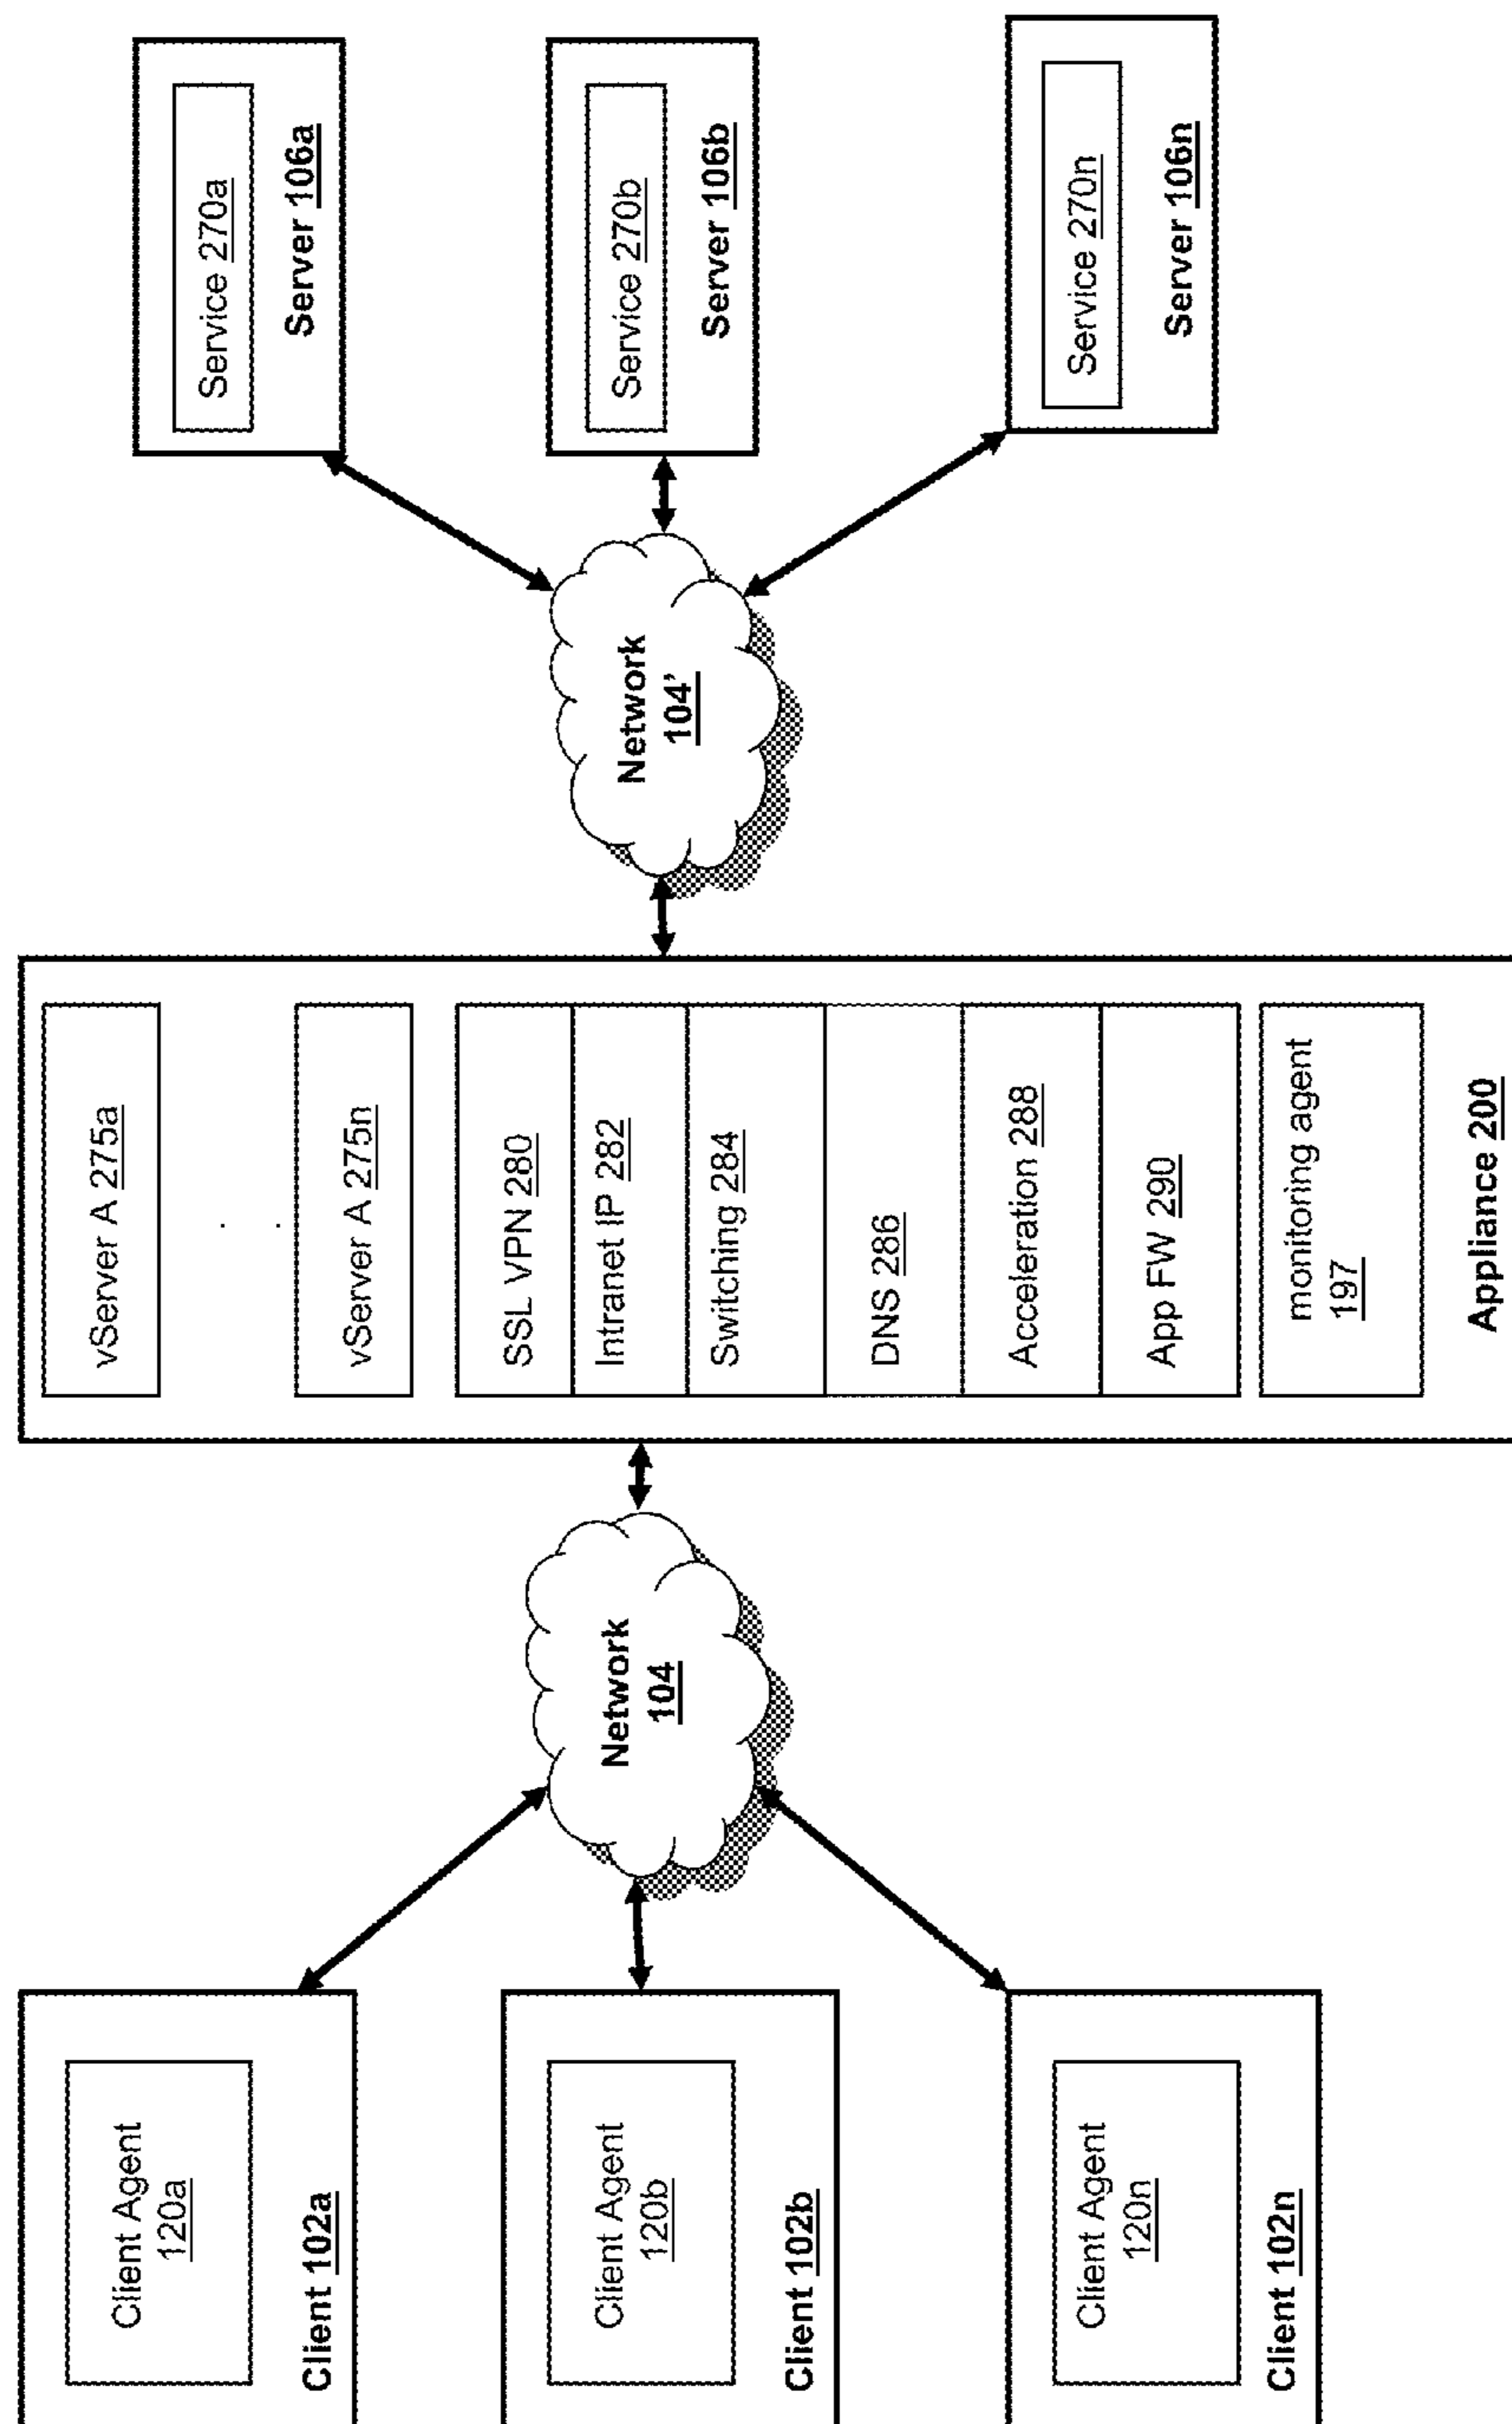 Client Agent
120a
Client 102a
Client Agent
120b
Client 102b
Client Agent
120n
Client 102n
Network
104
vServer A 275a
vServer A 275n
SSL VPN 280
Intranet IP 282
Switching 284
DNS 286
Acceleration 288
App FW 290
monitoring agent
197
Appliance 200
Network
104’
Service 270a
Server 106a
Service 270b
Server 106b
Service 270n
Server 106n